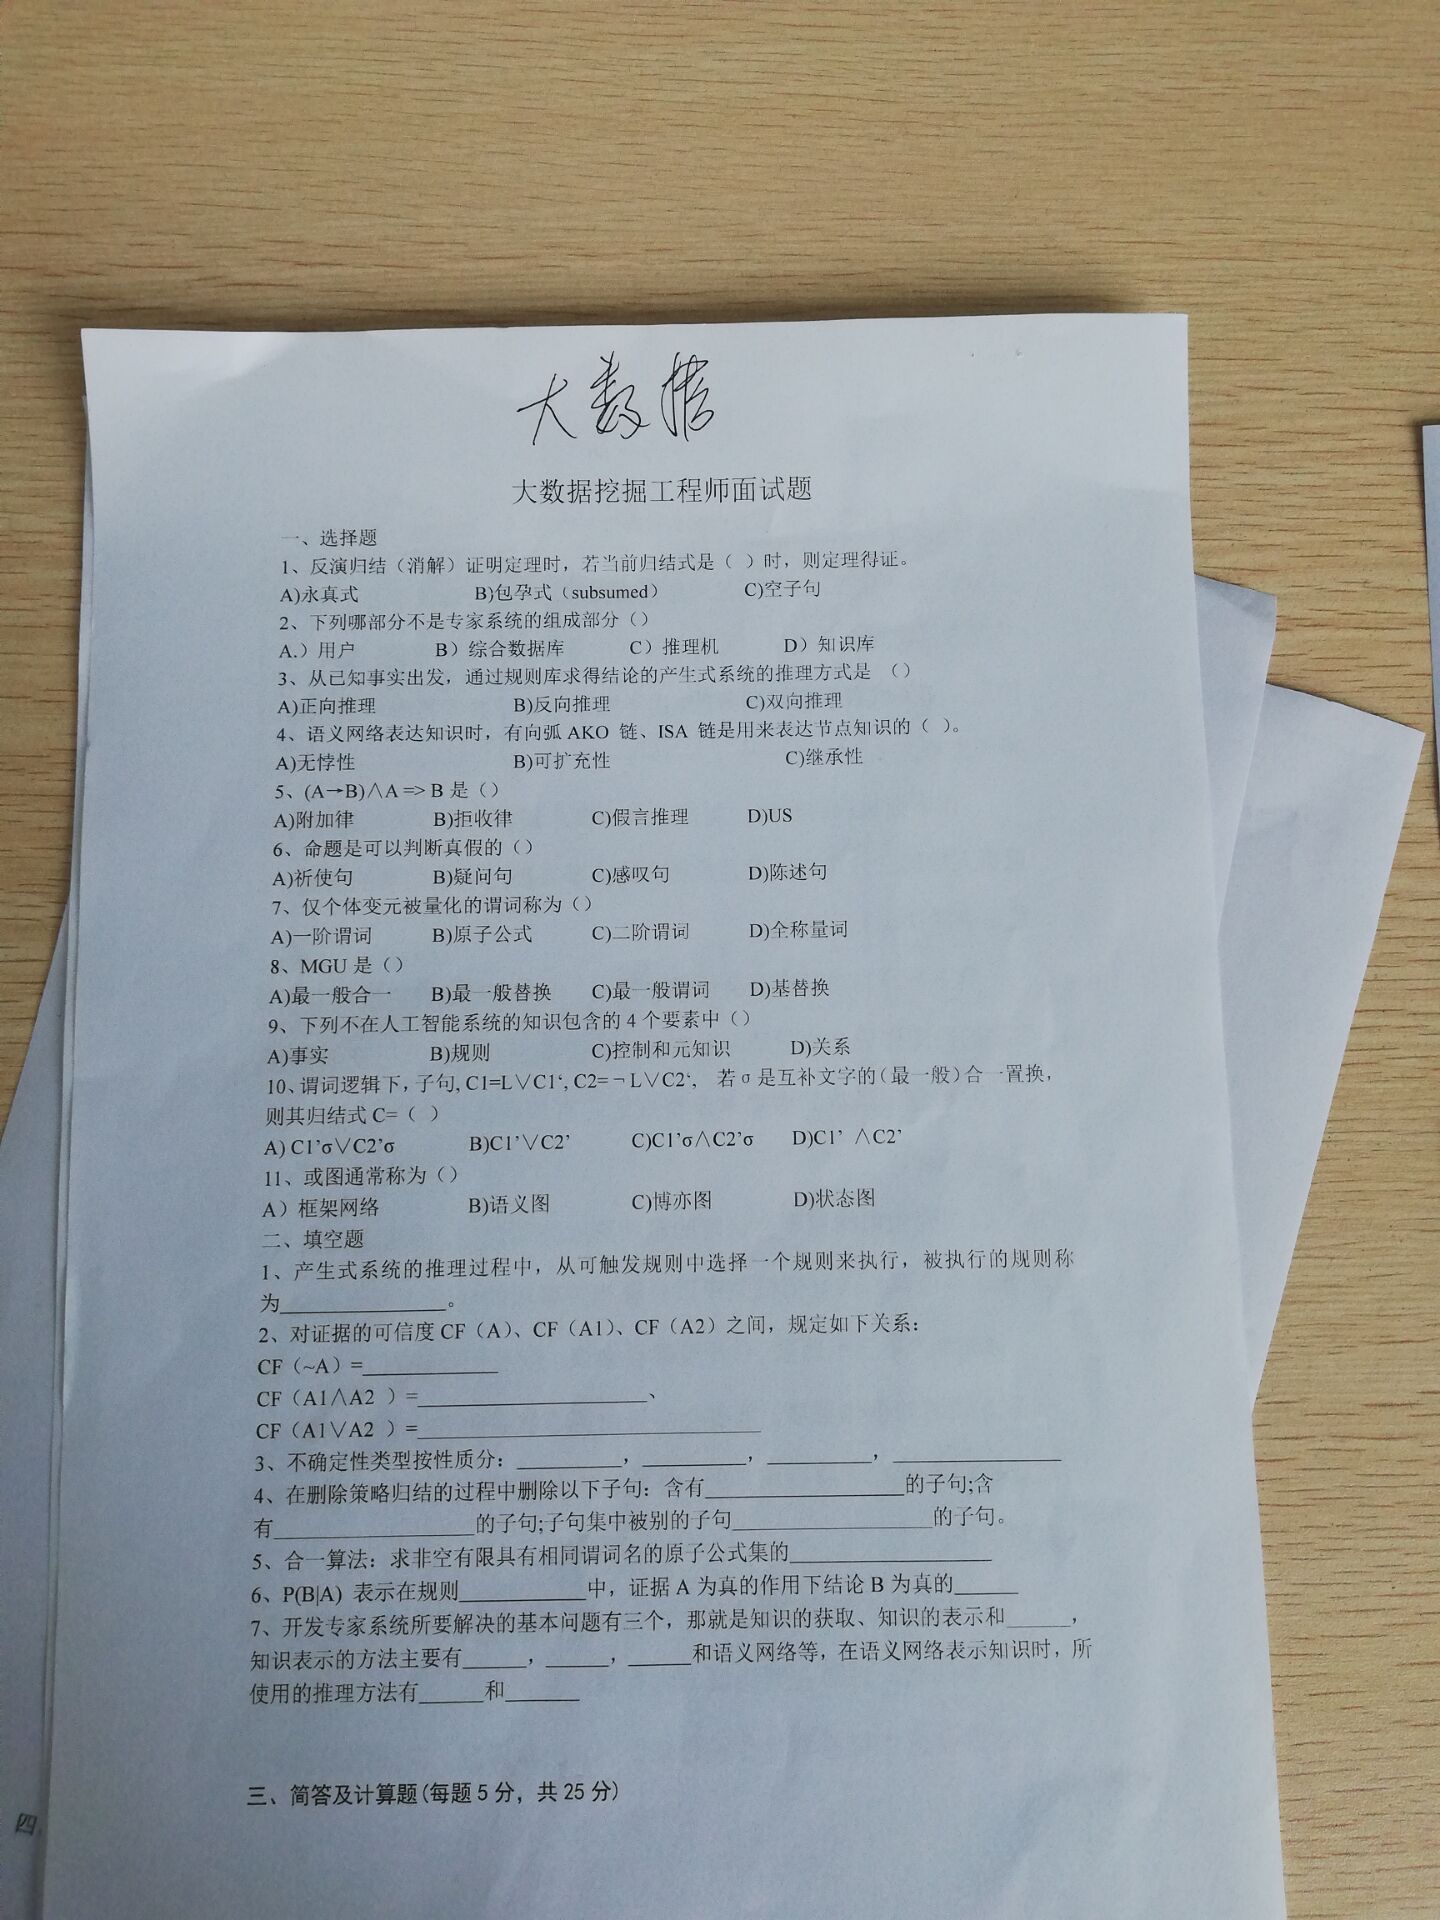 大数据
大数据挖掘工程师面试题
一、选择题
1、反演归结（消解）证明定理时，若当前归结式是（ ）时，则定理得证。
A)永真式 B)包孕式（subsumed） C)空子句
2、下列哪部分不是专家系统的组成部分（）
A.）用户 B）综合数据库 C）推理机 D）知识库
3、从已知事实出发，通过规则库求得结论的产生式系统的推理方式是 （）
A)正向推理 B)反向推理 C)双向推理
4、语义网络表达知识时，有向弧 AKO 链、ISA 链是用来表达节点知识的（ ）。
A)无悖性 B)可扩充性 C)继承性
5、(A→B)∧A => B 是（）
A)附加律 B)拒收律 C)假言推理 D)US
6、命题是可以判断真假的（）
A)祈使句 B)疑问句 C)感叹句 D)陈述句
7、仅个体变元被量化的谓词称为（）
A)一阶谓词 B)原子公式 C)二阶谓词 D)全称量词
8、MGU 是（）
A)最一般合一 B)最一般替换 C)最一般谓词 D)基替换
9、下列不在人工智能系统的知识包含的 4 个要素中（）
A)事实 B)规则 C)控制和元知识 D)关系
10、谓词逻辑下，子句, C1=L∨C1‘, C2= ¬ L∨C2‘, 若 σ 是互补文字的（最一般）合一置换，
则其归结式 C=（ ）
A) C1’σ∨C2’σ B)C1’∨C2’ C)C1’σ∧C2’σ D)C1’ ∧C2’
11、或图通常称为（）
A）框架网络 B)语义图 C)博亦图 D)状态图
二、填空题
1、产生式系统的推理过程中，从可触发规则中选择一个规则来执行，被执行的规则称
为________________。
2、对证据的可信度 CF（A）、CF（A1）、CF（A2）之间，规定如下关系：
CF（~A）=_____________
CF（A1∧A2 ）=______________________、
CF（A1∨A2 ）=_________________________________
3、不确定性类型按性质分：__________，__________，__________，________________
4、在删除策略归结的过程中删除以下子句：含有___________________的子句;含
有___________________的子句;子句集中被别的子句___________________的子句。
5、合一算法：求非空有限具有相同谓词名的原子公式集的___________________
6、P(B|A) 表示在规则____________中，证据 A 为真的作用下结论 B 为真的______
7、开发专家系统所要解决的基本问题有三个，那就是知识的获取、知识的表示和______，
知识表示的方法主要有______，______，______和语义网络等，在语义网络表示知识时，所
使用的推理方法有______和_______
三、简答及计算题(每题 5 分，共 25 分)
四、